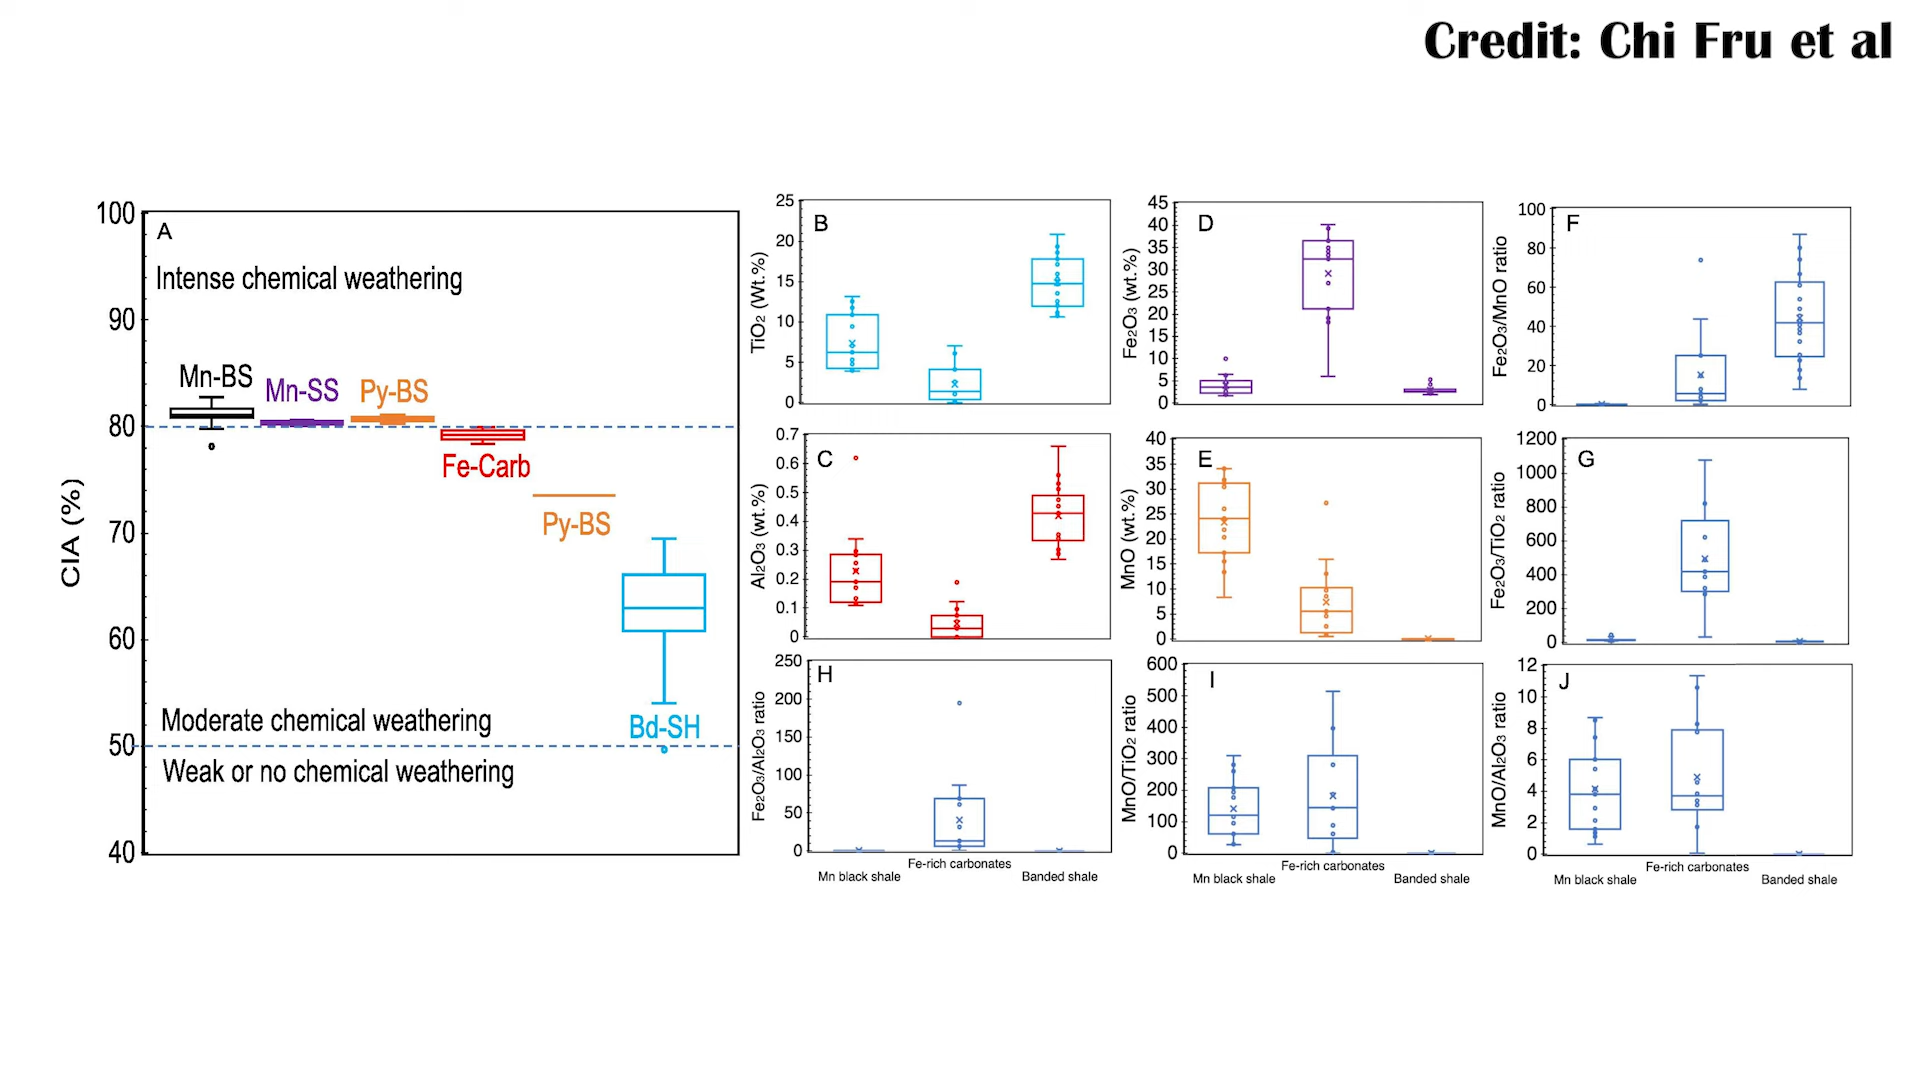 Credit: Chi Fru et al
A
Intense chemical weathering
Mn-BS
Mn-SS
Py-BS
Fe-Carb
Py-BS
Bd-SH
Moderate chemical weathering
Weak or no chemical weathering
CIA (%)
100
90
80
70
60
50
40
B
TiO₂ (Wt.%)
25
20
15
10
5
0
D
Fe₂O₃ (wt.%)
45
40
35
30
25
20
15
10
5
0
F
Fe₂O₃/MnO ratio
100
80
60
40
20
0
C
Al₂O₃ (wt.%)
0.7
0.6
0.5
0.4
0.3
0.2
0.1
0
E
MnO (wt.%)
40
35
30
25
20
15
10
5
0
G
Fe₂O₃/TiO₂ ratio
1200
1000
800
600
400
200
0
H
Fe₂O₃/Al₂O₃ ratio
250
200
150
100
50
0
Mn black shale
Fe-rich carbonates
Banded shale
I
MnO/TiO₂ ratio
600
500
400
300
200
100
0
Mn black shale
Fe-rich carbonates
Banded shale
J
MnO/Al₂O₃ ratio
12
10
8
6
4
2
0
Mn black shale
Fe-rich carbonates
Banded shale